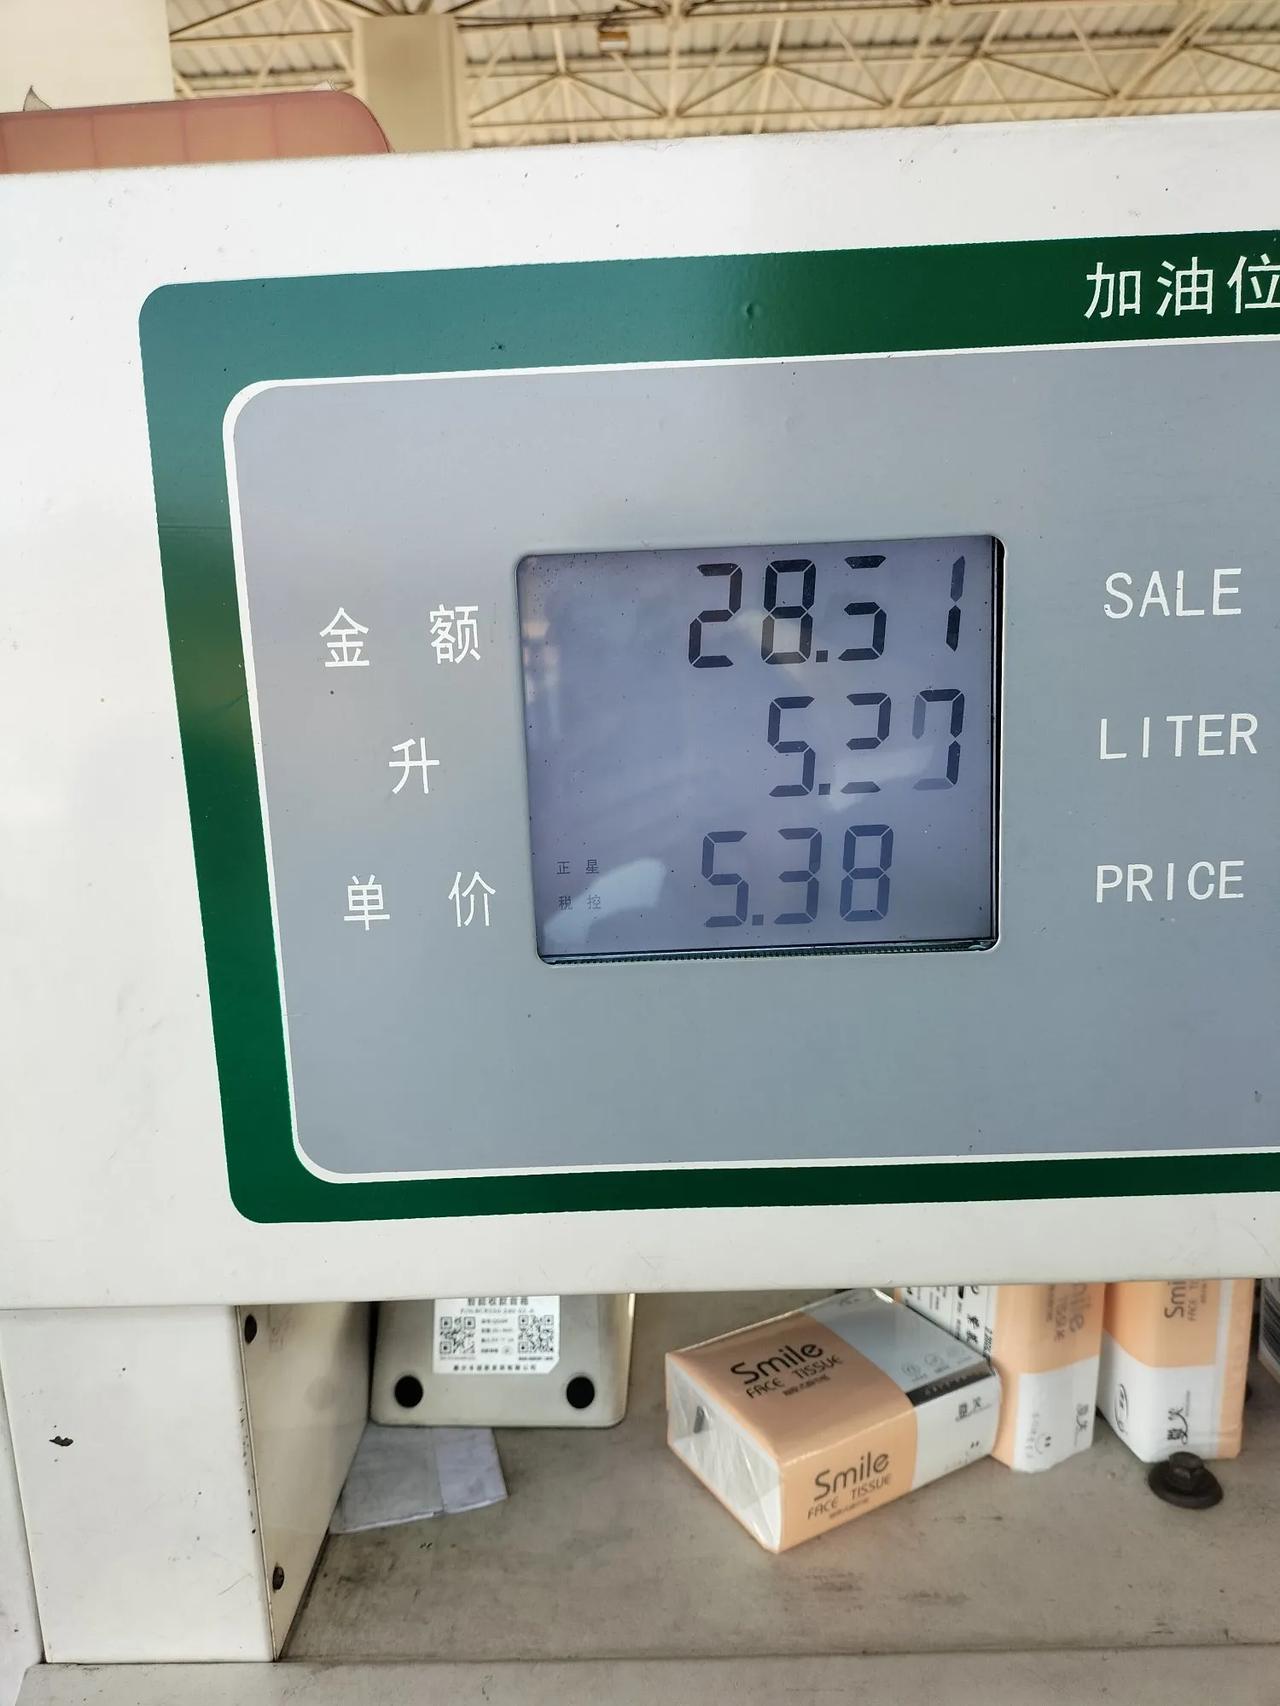 加油位
金额 28.51 SALE
升 5.30 LITER
单价 5.38 PRICE
正星
税控
Smile
FACE TISSUE
Smile
FACE TISSUE